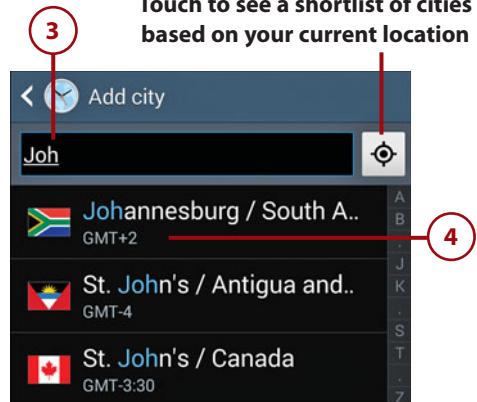 Touch to see a shortlist of cities
based on your current location
3
Add city
Joh
Johannesburg / South A..
GMT+2
4
St. John's / Antigua and..
GMT-4
St. John's / Canada
GMT-3:30
A
B
.
J
K
.
S
T
.
Z